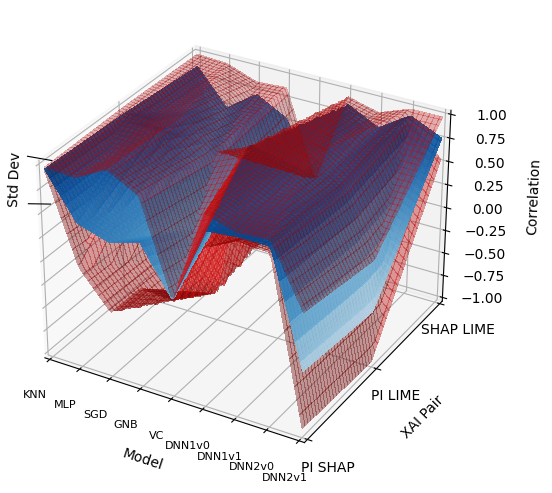 1.00
0.75
0.50
0.25
0.00
−0.25
−0.50
−0.75
−1.00
Correlation
Std Dev
SHAP LIME
PI LIME
PI SHAP
XAI Pair
KNN
MLP
SGD
GNB
VC
DNN1v0
DNN1v1
DNN2v0
DNN2v1
Model